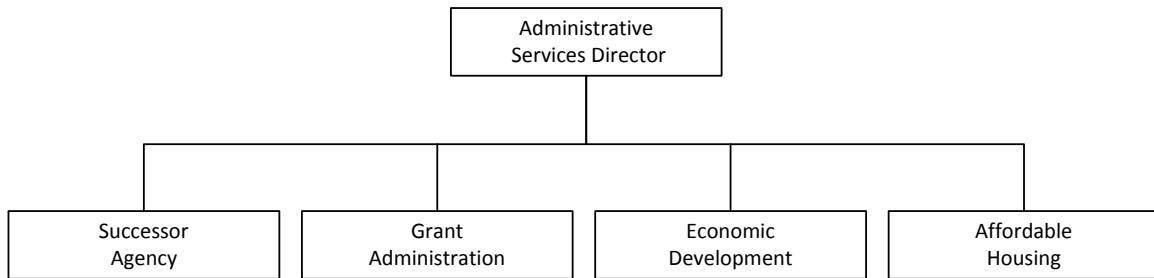 Administrative
Services Director
Successor
Agency
Grant
Administration
Economic
Development
Affordable
Housing